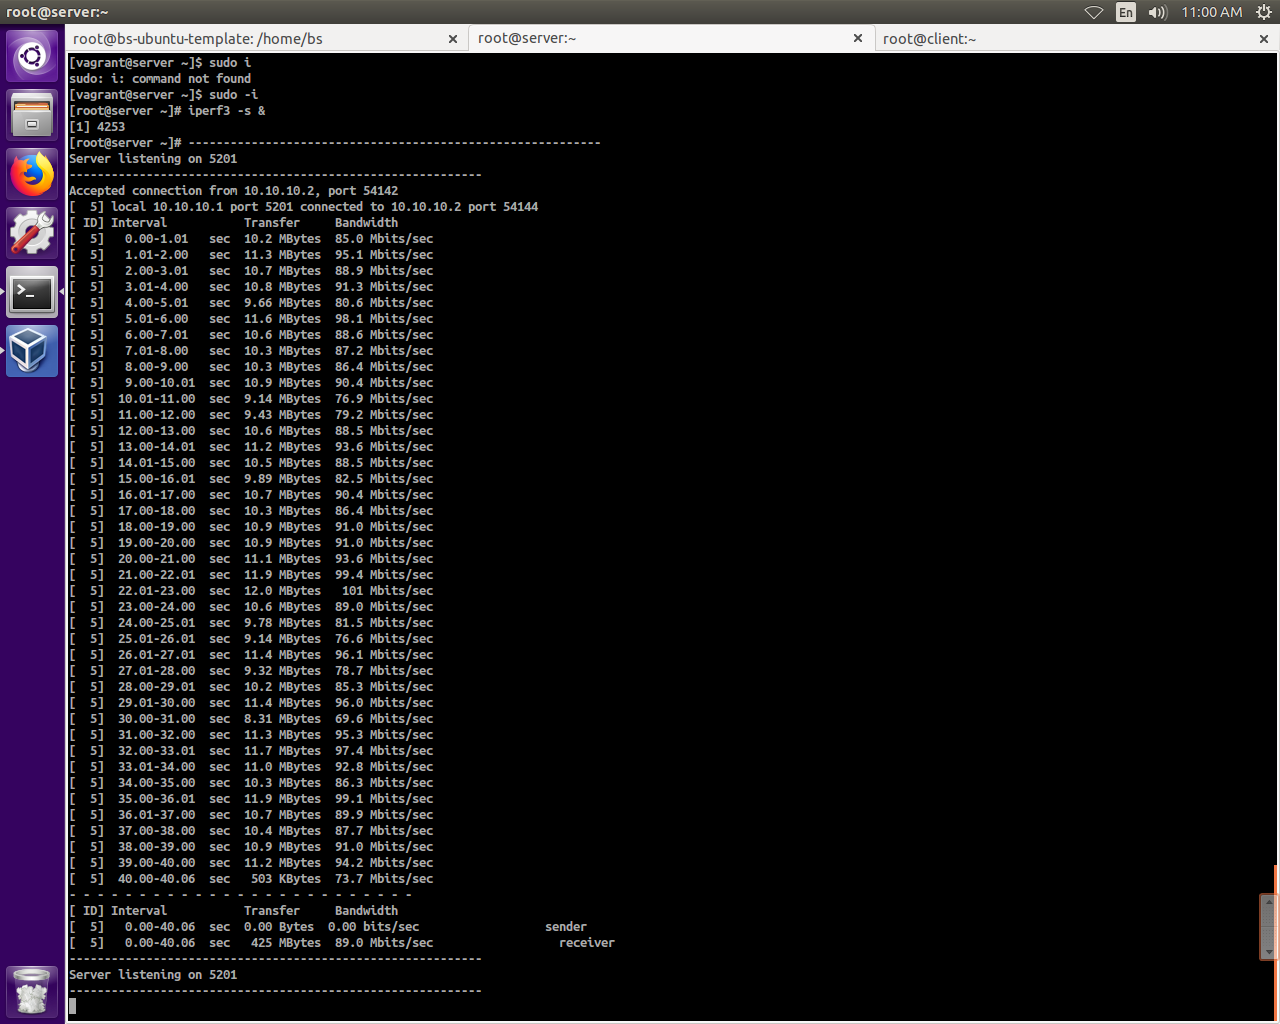 root@server:~
En
11:00 AM
root@bs-ubuntu-template: /home/bs
root@server:~
root@client:~
[vagrant@server ~]$ sudo i
sudo: i: command not found
[vagrant@server ~]$ sudo -i
[root@server ~]# iperf3 -s &
[1] 4253
[root@server ~]# -----------------------------------------------------------
Server listening on 5201
-----------------------------------------------------------
Accepted connection from 10.10.10.2, port 54142
[  5] local 10.10.10.1 port 5201 connected to 10.10.10.2 port 54144
[ ID] Interval           Transfer     Bandwidth
[  5]   0.00-1.01   sec  10.2 MBytes  85.0 Mbits/sec
[  5]   1.01-2.00   sec  11.3 MBytes  95.1 Mbits/sec
[  5]   2.00-3.01   sec  10.7 MBytes  88.9 Mbits/sec
[  5]   3.01-4.00   sec  10.8 MBytes  91.3 Mbits/sec
[  5]   4.00-5.01   sec  9.66 MBytes  80.6 Mbits/sec
[  5]   5.01-6.00   sec  11.6 MBytes  98.1 Mbits/sec
[  5]   6.00-7.01   sec  10.6 MBytes  88.6 Mbits/sec
[  5]   7.01-8.00   sec  10.3 MBytes  87.2 Mbits/sec
[  5]   8.00-9.00   sec  10.3 MBytes  86.4 Mbits/sec
[  5]   9.00-10.01  sec  10.9 MBytes  90.4 Mbits/sec
[  5]  10.01-11.00  sec  9.14 MBytes  76.9 Mbits/sec
[  5]  11.00-12.00  sec  9.43 MBytes  79.2 Mbits/sec
[  5]  12.00-13.00  sec  10.6 MBytes  88.5 Mbits/sec
[  5]  13.00-14.01  sec  11.2 MBytes  93.6 Mbits/sec
[  5]  14.01-15.00  sec  10.5 MBytes  88.5 Mbits/sec
[  5]  15.00-16.01  sec  9.89 MBytes  82.5 Mbits/sec
[  5]  16.01-17.00  sec  10.7 MBytes  90.4 Mbits/sec
[  5]  17.00-18.00  sec  10.3 MBytes  86.4 Mbits/sec
[  5]  18.00-19.00  sec  10.9 MBytes  91.0 Mbits/sec
[  5]  19.00-20.00  sec  10.9 MBytes  91.0 Mbits/sec
[  5]  20.00-21.00  sec  11.1 MBytes  93.6 Mbits/sec
[  5]  21.00-22.01  sec  11.9 MBytes  99.4 Mbits/sec
[  5]  22.01-23.00  sec  12.0 MBytes   101 Mbits/sec
[  5]  23.00-24.00  sec  10.6 MBytes  89.0 Mbits/sec
[  5]  24.00-25.01  sec  9.78 MBytes  81.5 Mbits/sec
[  5]  25.01-26.01  sec  9.14 MBytes  76.6 Mbits/sec
[  5]  26.01-27.01  sec  11.4 MBytes  96.1 Mbits/sec
[  5]  27.01-28.00  sec  9.32 MBytes  78.7 Mbits/sec
[  5]  28.00-29.01  sec  10.2 MBytes  85.3 Mbits/sec
[  5]  29.01-30.00  sec  11.4 MBytes  96.0 Mbits/sec
[  5]  30.00-31.00  sec  8.31 MBytes  69.6 Mbits/sec
[  5]  31.00-32.00  sec  11.3 MBytes  95.3 Mbits/sec
[  5]  32.00-33.01  sec  11.7 MBytes  97.4 Mbits/sec
[  5]  33.01-34.00  sec  11.0 MBytes  92.8 Mbits/sec
[  5]  34.00-35.00  sec  10.3 MBytes  86.3 Mbits/sec
[  5]  35.00-36.01  sec  11.9 MBytes  99.1 Mbits/sec
[  5]  36.01-37.00  sec  10.7 MBytes  89.9 Mbits/sec
[  5]  37.00-38.00  sec  10.4 MBytes  87.7 Mbits/sec
[  5]  38.00-39.00  sec  10.9 MBytes  91.0 Mbits/sec
[  5]  39.00-40.00  sec  11.2 MBytes  94.2 Mbits/sec
[  5]  40.00-40.06  sec   503 KBytes  73.7 Mbits/sec
- - - - - - - - - - - - - - - - - - - - - - - - -
[ ID] Interval           Transfer     Bandwidth
[  5]   0.00-40.06  sec  0.00 Bytes  0.00 bits/sec                  sender
[  5]   0.00-40.06  sec   425 MBytes  89.0 Mbits/sec                  receiver
-----------------------------------------------------------
Server listening on 5201
-----------------------------------------------------------